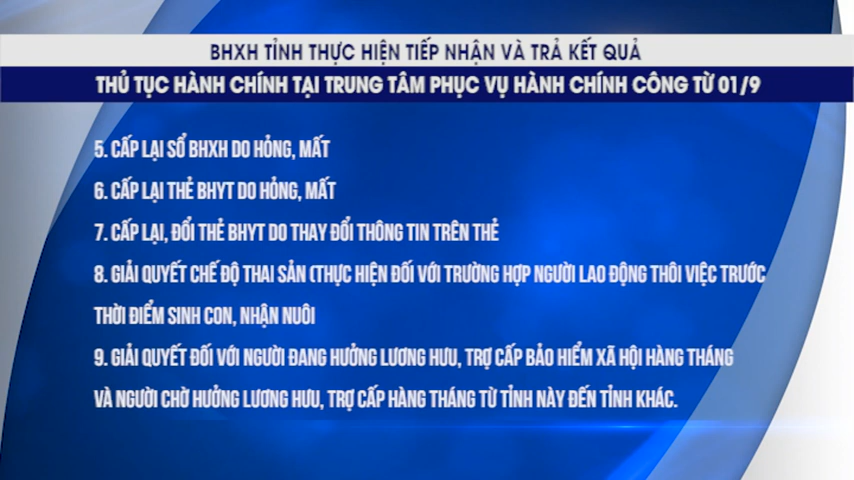 BHXH TỈNH THỰC HIỆN TIẾP NHẬN VÀ TRẢ KẾT QUẢ
THỦ TỤC HÀNH CHÍNH TẠI TRUNG TÂM PHỤC VỤ HÀNH CHÍNH CÔNG TỪ 01/9
5. CẤP LẠI SỔ BHXH DO HỎNG, MẤT
6. CẤP LẠI THẺ BHYT DO HỎNG, MẤT
7. CẤP LẠI, ĐỔI THẺ BHYT DO THAY ĐỔI THÔNG TIN TRÊN THẺ
8. GIẢI QUYẾT CHẾ ĐỘ THAI SẢN (THỰC HIỆN ĐỐI VỚI TRƯỜNG HỢP NGƯỜI LAO ĐỘNG THÔI VIỆC TRƯỚC
THỜI ĐIỂM SINH CON, NHẬN NUÔI
9. GIẢI QUYẾT ĐỐI VỚI NGƯỜI ĐANG HƯỞNG LƯƠNG HƯU, TRỢ CẤP BẢO HIỂM XÃ HỘI HÀNG THÁNG
VÀ NGƯỜI CHỜ HƯỞNG LƯƠNG HƯU, TRỢ CẤP HÀNG THÁNG TỪ TỈNH NÀY ĐẾN TỈNH KHÁC.